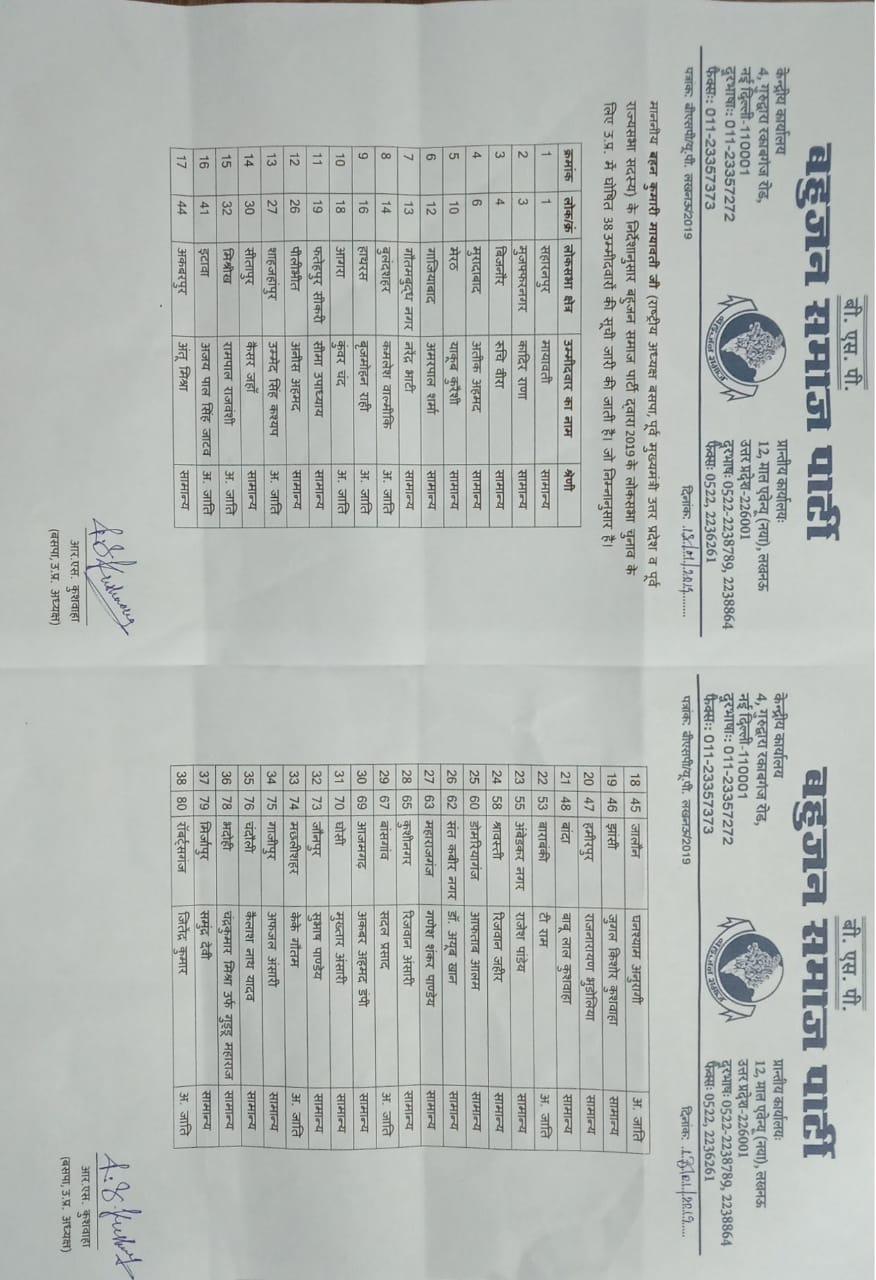 बी. एस. पी.
बहुजन समाज पार्टी
केन्द्रीय कार्यालय
4, गुरुद्वारा रकाबगंज रोड,
नई दिल्ली-110001
दूरभाषः: 011-23357272
फैक्सः: 011-23357373
बहुजन समाज
प्रान्तीय कार्यालयः
12, माल एवेन्यू (नया), लखनऊ
उत्तर प्रदेश-226001
दूरभाषः 0522-2238789, 2238864
फैक्सः 0522, 2236261
पत्रांकः बीएसपी/यू.पी. लखनऊ/2019
दिनांकः 13/01/2019
माननीय बहन कुमारी मायावती जी (राष्ट्रीय अध्यक्ष बसपा, पूर्व मुख्यमंत्री उत्तर प्रदेश व पूर्व
राज्यसभा सदस्य) के निर्देशानुसार बहुजन समाज पार्टी द्वारा 2019 के लोकसभा चुनाव के
लिए उ.प्र. में घोषित 38 उम्मीदवारों की सूची जारी की जाती है। जो निम्नानुसार है।
क्रमांक लोक/क्रं लोकसभा क्षेत्र उम्मीदवार का नाम श्रेणी
1 1 सहारनपुर मायावती सामान्य
2 3 मुजफ्फरनगर कादिर राणा सामान्य
3 4 बिजनौर रुचि वीरा सामान्य
4 6 मुरादाबाद अतीक अहमद सामान्य
5 10 मेरठ याकूब कुरैशी सामान्य
6 12 गाजियाबाद अमरपाल शर्मा सामान्य
7 13 गौतमबुद्ध नगर नरेंद्र भाटी सामान्य
8 14 बुलंदशहर कमलेश वाल्मीकि अ. जाति
9 16 हाथरस बृजमोहन राही अ. जाति
10 18 आगरा कुंवर चंद अ. जाति
11 19 फतेहपुर सीकरी सीमा उपाध्याय सामान्य
12 26 पीलीभीत अनीस अहमद सामान्य
13 27 शाहजहांपुर उम्मेद सिंह कश्यप अ. जाति
14 30 सीतापुर कैसर जहाँ सामान्य
15 32 मिश्रीख रामपाल राजवंशी अ. जाति
16 41 इटावा अजय पाल सिंह जाटव अ. जाति
17 44 अकबरपुर अंतू मिश्रा सामान्य
आर.एस. कुशवाहा
(बसपा, उ.प्र. अध्यक्ष)
बी. एस. पी.
बहुजन समाज पार्टी
केन्द्रीय कार्यालय
4, गुरुद्वारा रकाबगंज रोड,
नई दिल्ली-110001
दूरभाषः: 011-23357272
फैक्सः: 011-23357373
बहुजन समाज
प्रान्तीय कार्यालयः
12, माल एवेन्यू (नया), लखनऊ
उत्तर प्रदेश-226001
दूरभाषः 0522-2238789, 2238864
फैक्सः 0522, 2236261
पत्रांकः बीएसपी/यू.पी. लखनऊ/2019
दिनांकः 13/01/2019
18 45 जालौन घनश्याम अनुरागी अ. जाति
19 46 झांसी जुगल किशोर कुशवाहा सामान्य
20 47 हमीरपुर राजनारायण भुडोलिया सामान्य
21 48 बांदा बाबू लाल कुशवाहा सामान्य
22 53 बाराबंकी टी राम अ. जाति
23 55 अंबेडकर नगर राजेश पांडेय सामान्य
24 58 श्रावस्ती रिजवान जहीर सामान्य
25 60 डोमरियागंज आफताब आलम सामान्य
26 62 संत कबीर नगर डॉ. अयूब खान सामान्य
27 63 महाराजगंज गणेश शंकर पाण्डेय सामान्य
28 65 कुशीनगर रिजवान अंसारी सामान्य
29 67 बांसगांव सदल प्रसाद अ. जाति
30 69 आजमगढ़ अकबर अहमद डंपी सामान्य
31 70 घोसी मुख्तार अंसारी सामान्य
32 73 जौनपुर सुभाष पाण्डेय सामान्य
33 74 मछलीशहर केके गौतम अ. जाति
34 75 गाजीपुर अफजल अंसारी सामान्य
35 76 चंदौली कैलाश नाथ यादव सामान्य
36 78 भदोही चंद्रकुमार मिश्रा उर्फ गुड्डू महाराज सामान्य
37 79 मिर्जापुर समुंद्र देवी सामान्य
38 80 रॉबर्ट्सगंज जितेंद्र कुमार अ. जाति
आर.एस. कुशवाहा
(बसपा, उ.प्र. अध्यक्ष)